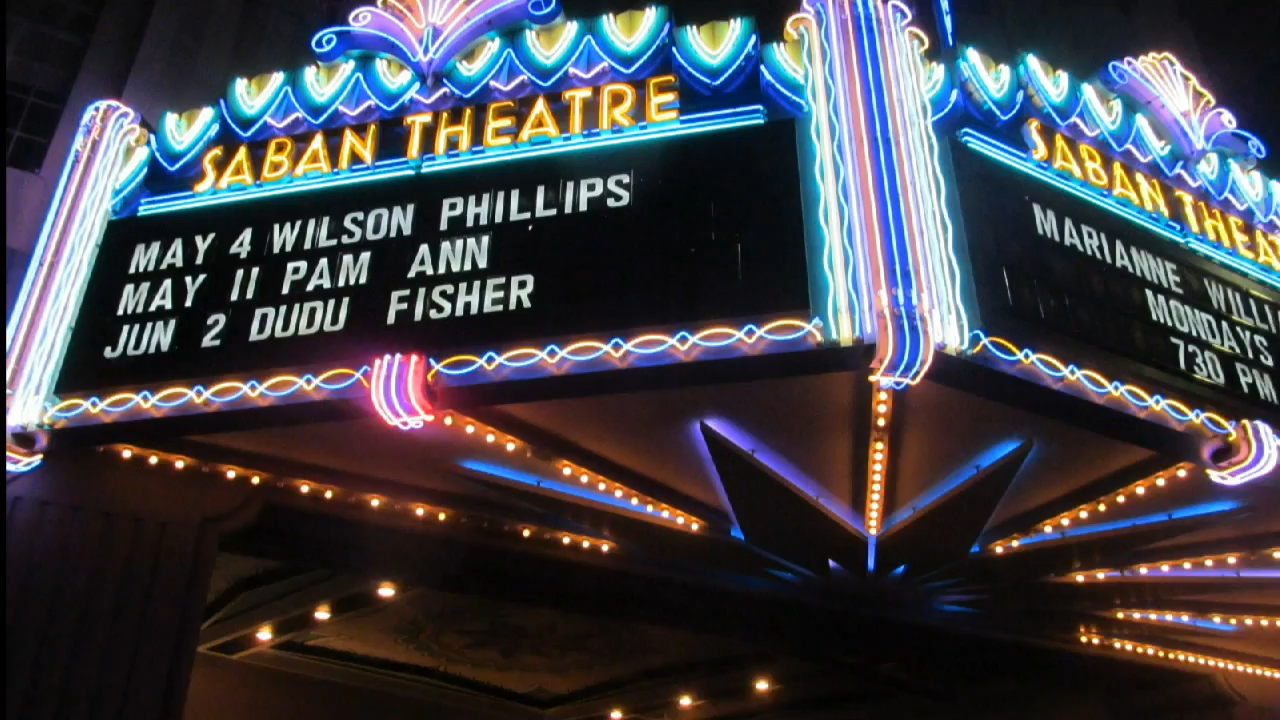 SABAN THEATRE
MAY 4 WILSON PHILLIPS
MAY 11 PAM ANN
JUN 2 DUDU FISHER
SABAN
MARIANNE
MONDAYS
730 PM